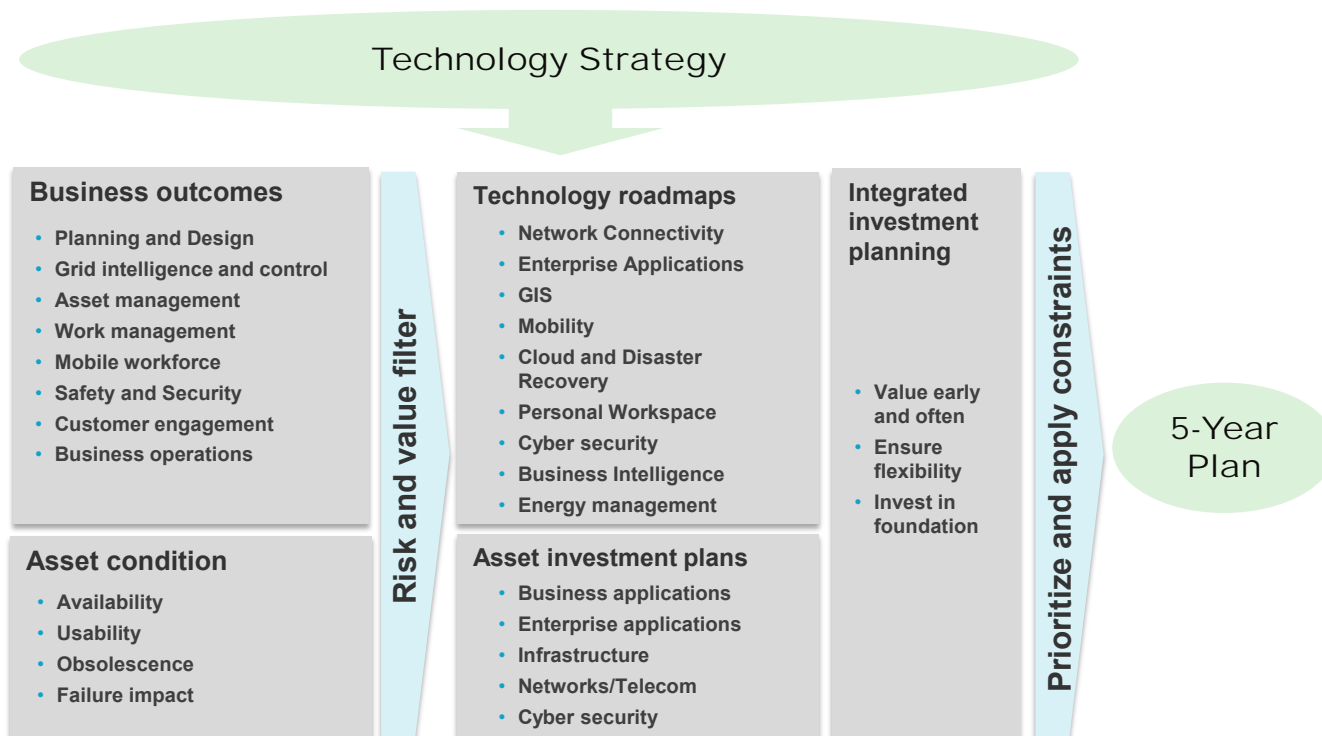 Technology Strategy
Business outcomes
• Planning and Design
• Grid intelligence and control
• Asset management
• Work management
• Mobile workforce
• Safety and Security
• Customer engagement
• Business operations
Asset condition
• Availability
• Usability
• Obsolescence
• Failure impact
Risk and value filter
Technology roadmaps
• Network Connectivity
• Enterprise Applications
• GIS
• Mobility
• Cloud and Disaster
Recovery
• Personal Workspace
• Cyber security
• Business Intelligence
• Energy management
Asset investment plans
• Business applications
• Enterprise applications
• Infrastructure
• Networks/Telecom
• Cyber security
Integrated
investment
planning
• Value early
and often
• Ensure
flexibility
• Invest in
foundation
Prioritize and apply constraints
5-Year
Plan